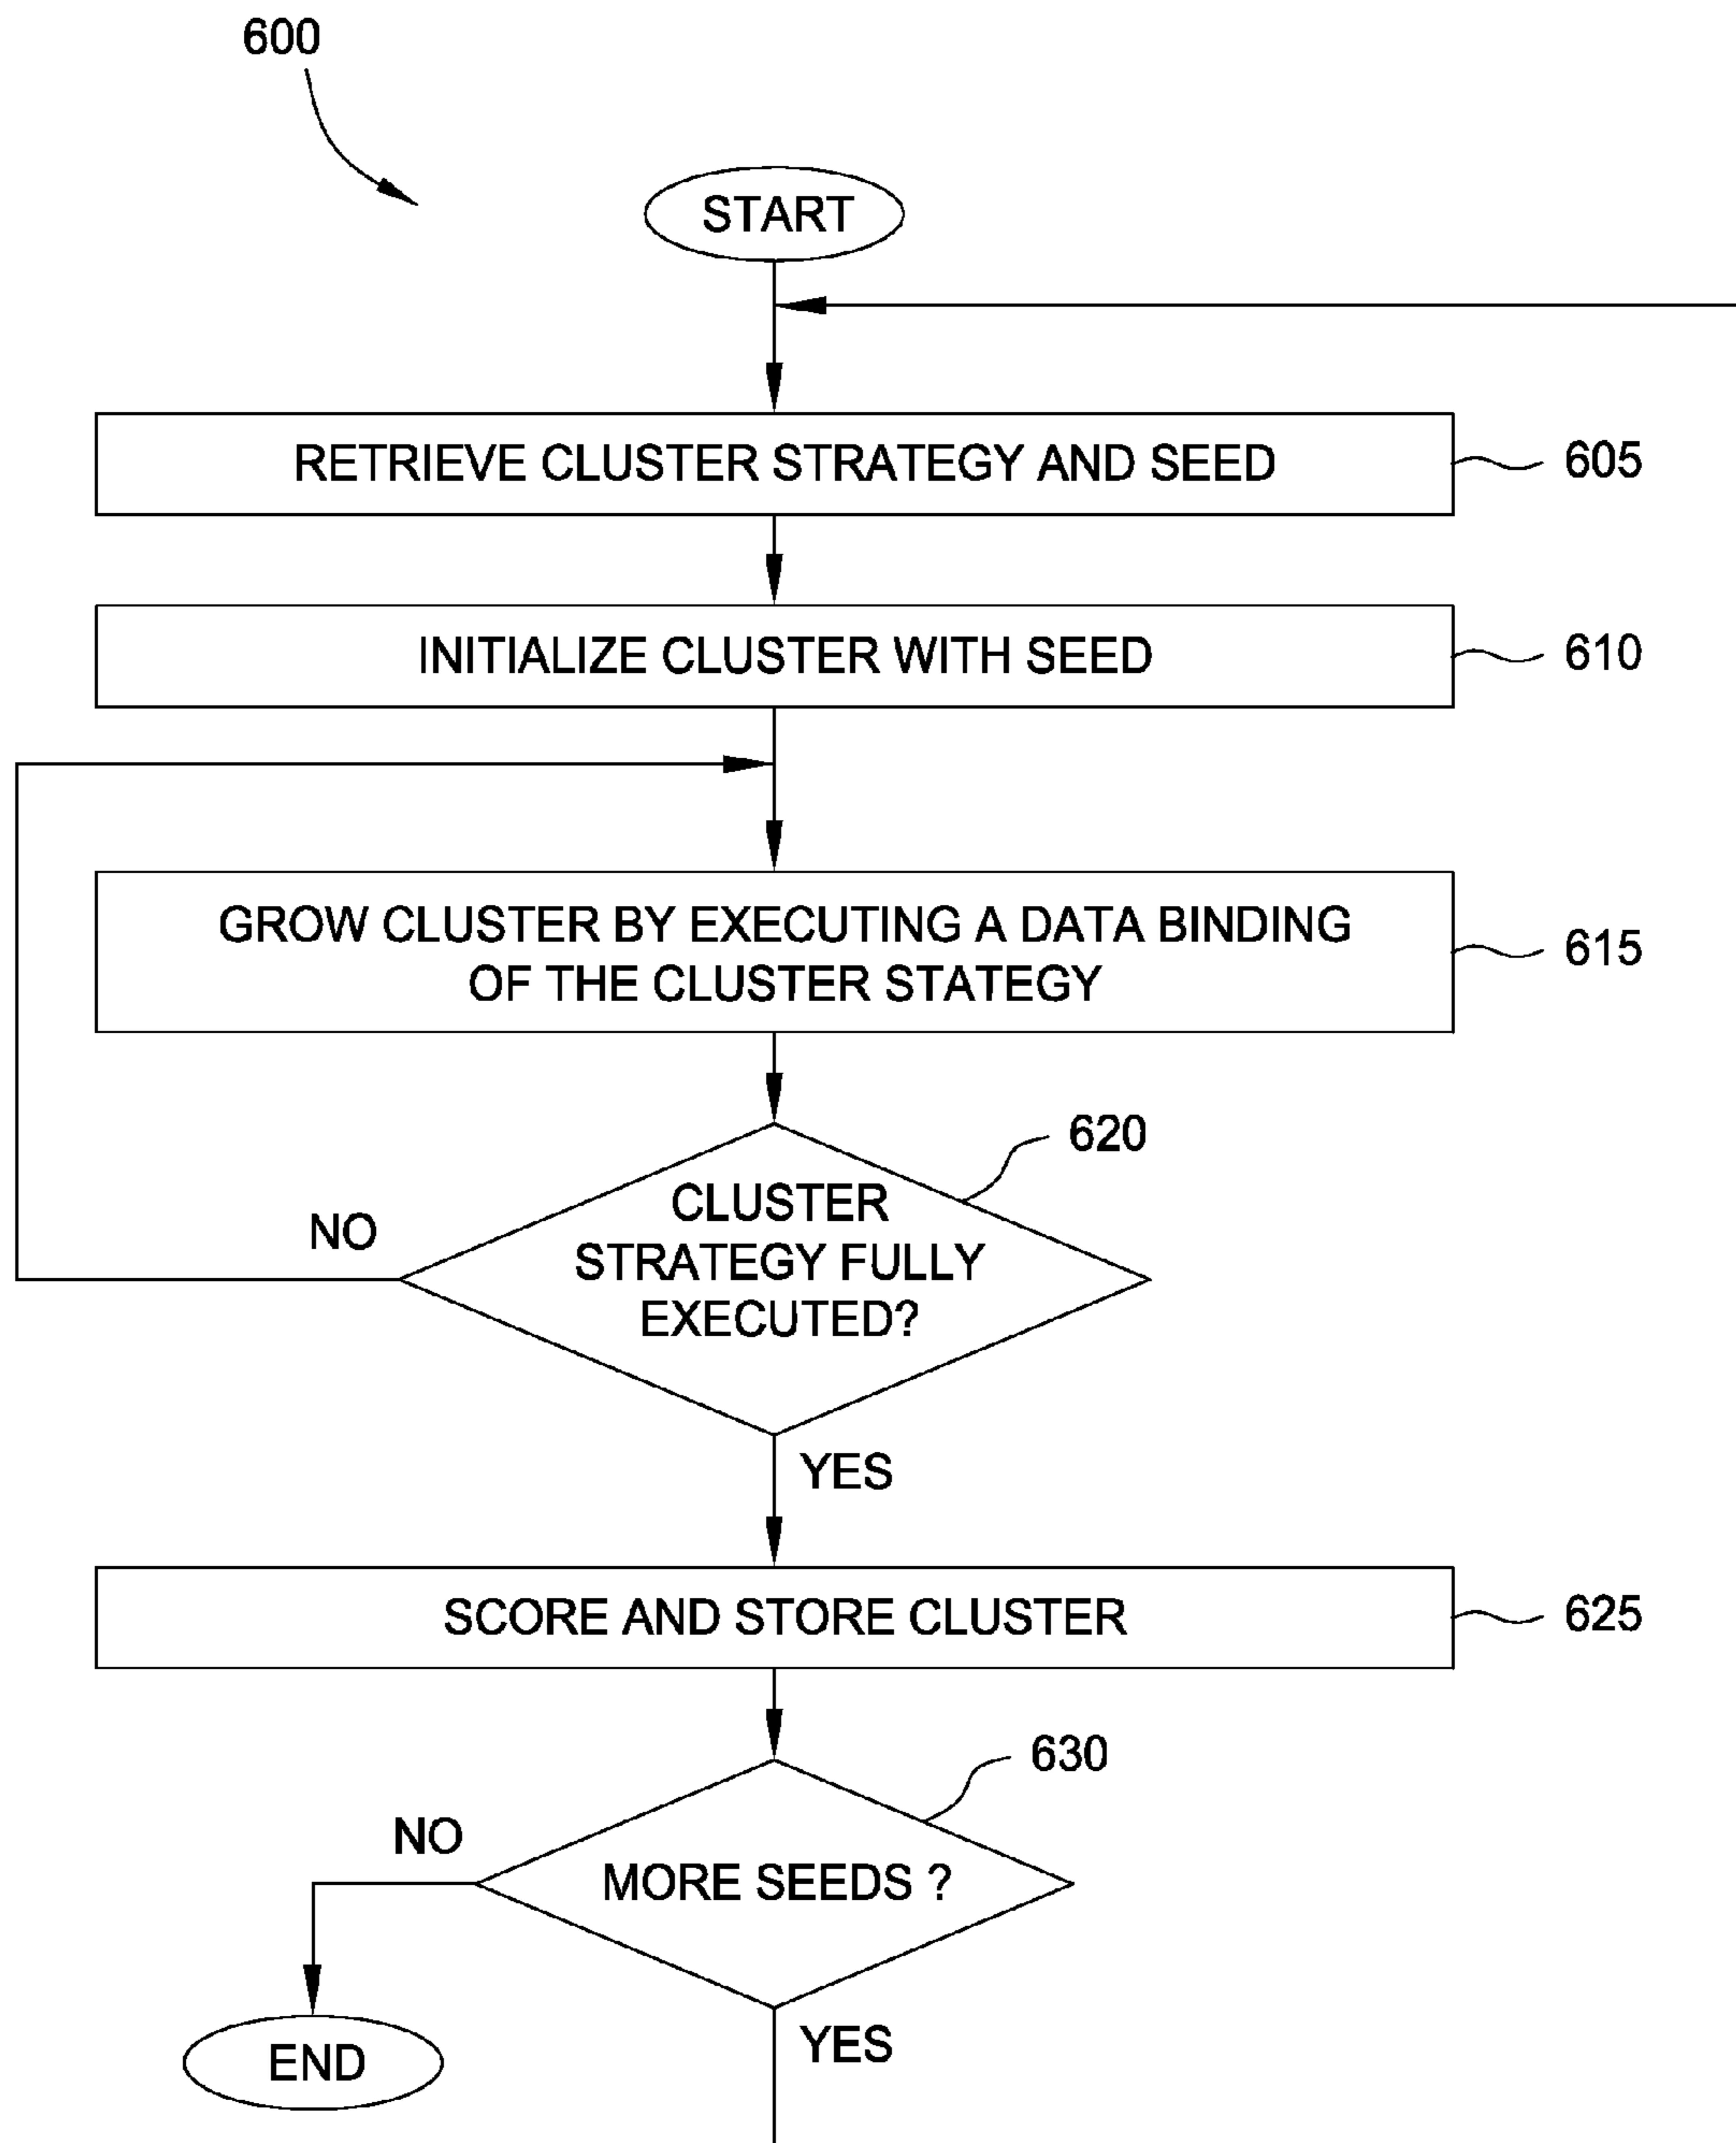 600
START
RETRIEVE CLUSTER STRATEGY AND SEED
605
INITIALIZE CLUSTER WITH SEED
610
GROW CLUSTER BY EXECUTING A DATA BINDING
OF THE CLUSTER STATEGY
615
620
CLUSTER
STRATEGY FULLY
EXECUTED?
NO
YES
SCORE AND STORE CLUSTER
625
630
MORE SEEDS ?
NO
YES
END